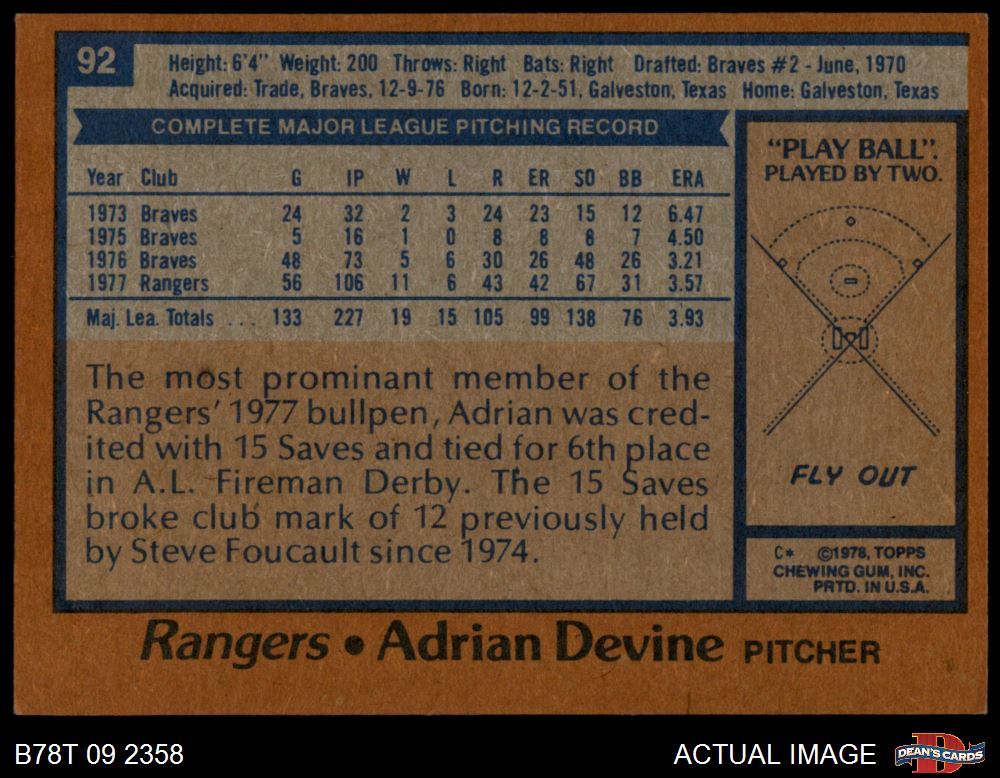 92
Height: 6'4" Weight: 200 Throws: Right Bats: Right Drafted: Braves #2 - June, 1970
Acquired: Trade, Braves, 12-9-76 Born: 12-2-51, Galveston, Texas Home: Galveston, Texas
COMPLETE MAJOR LEAGUE PITCHING RECORD
Year Club G IP W L R ER SO BB ERA
1973 Braves 24 32 2 3 24 23 15 12 6.47
1975 Braves 5 16 1 0 8 8 8 7 4.50
1976 Braves 48 73 5 6 30 26 48 26 3.21
1977 Rangers 56 106 11 6 43 42 67 31 3.57
Maj. Lea. Totals ... 133 227 19 15 105 99 138 76 3.93
The most prominant member of the
Rangers' 1977 bullpen, Adrian was cred-
ited with 15 Saves and tied for 6th place
in A.L. Fireman Derby. The 15 Saves
broke club mark of 12 previously held
by Steve Foucault since 1974.
"PLAY BALL".
PLAYED BY TWO.
FLY OUT
C* ©1978, TOPPS
CHEWING GUM, INC.
PRTD. IN U.S.A.
Rangers • Adrian Devine PITCHER
B78T 09 2358
ACTUAL IMAGE
D
DEAN'S CARDS